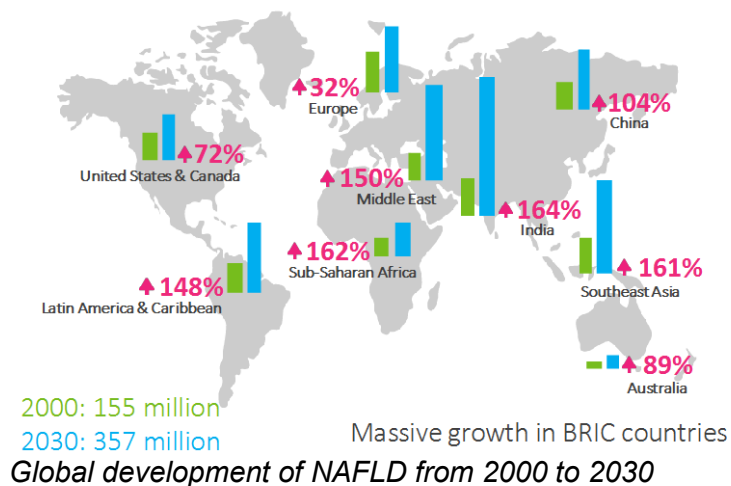 32%
Europe
104%
China
72%
United States & Canada
150%
Middle East
164%
India
162%
Sub-Saharan Africa
161%
Southeast Asia
148%
Latin America & Caribbean
89%
Australia
2000: 155 million
2030: 357 million
Massive growth in BRIC countries
Global development of NAFLD from 2000 to 2030